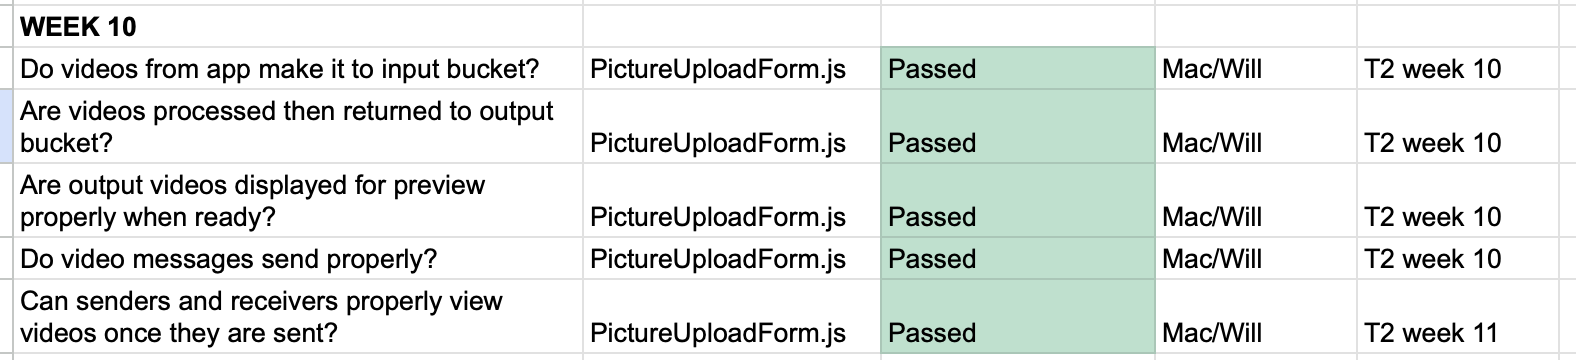 WEEK 10
Do videos from app make it to input bucket? PictureUploadForm.js Passed Mac/Will T2 week 10
Are videos processed then returned to output
bucket? PictureUploadForm.js Passed Mac/Will T2 week 10
Are output videos displayed for preview
properly when ready? PictureUploadForm.js Passed Mac/Will T2 week 10
Do video messages send properly? PictureUploadForm.js Passed Mac/Will T2 week 10
Can senders and receivers properly view
videos once they are sent? PictureUploadForm.js Passed Mac/Will T2 week 11